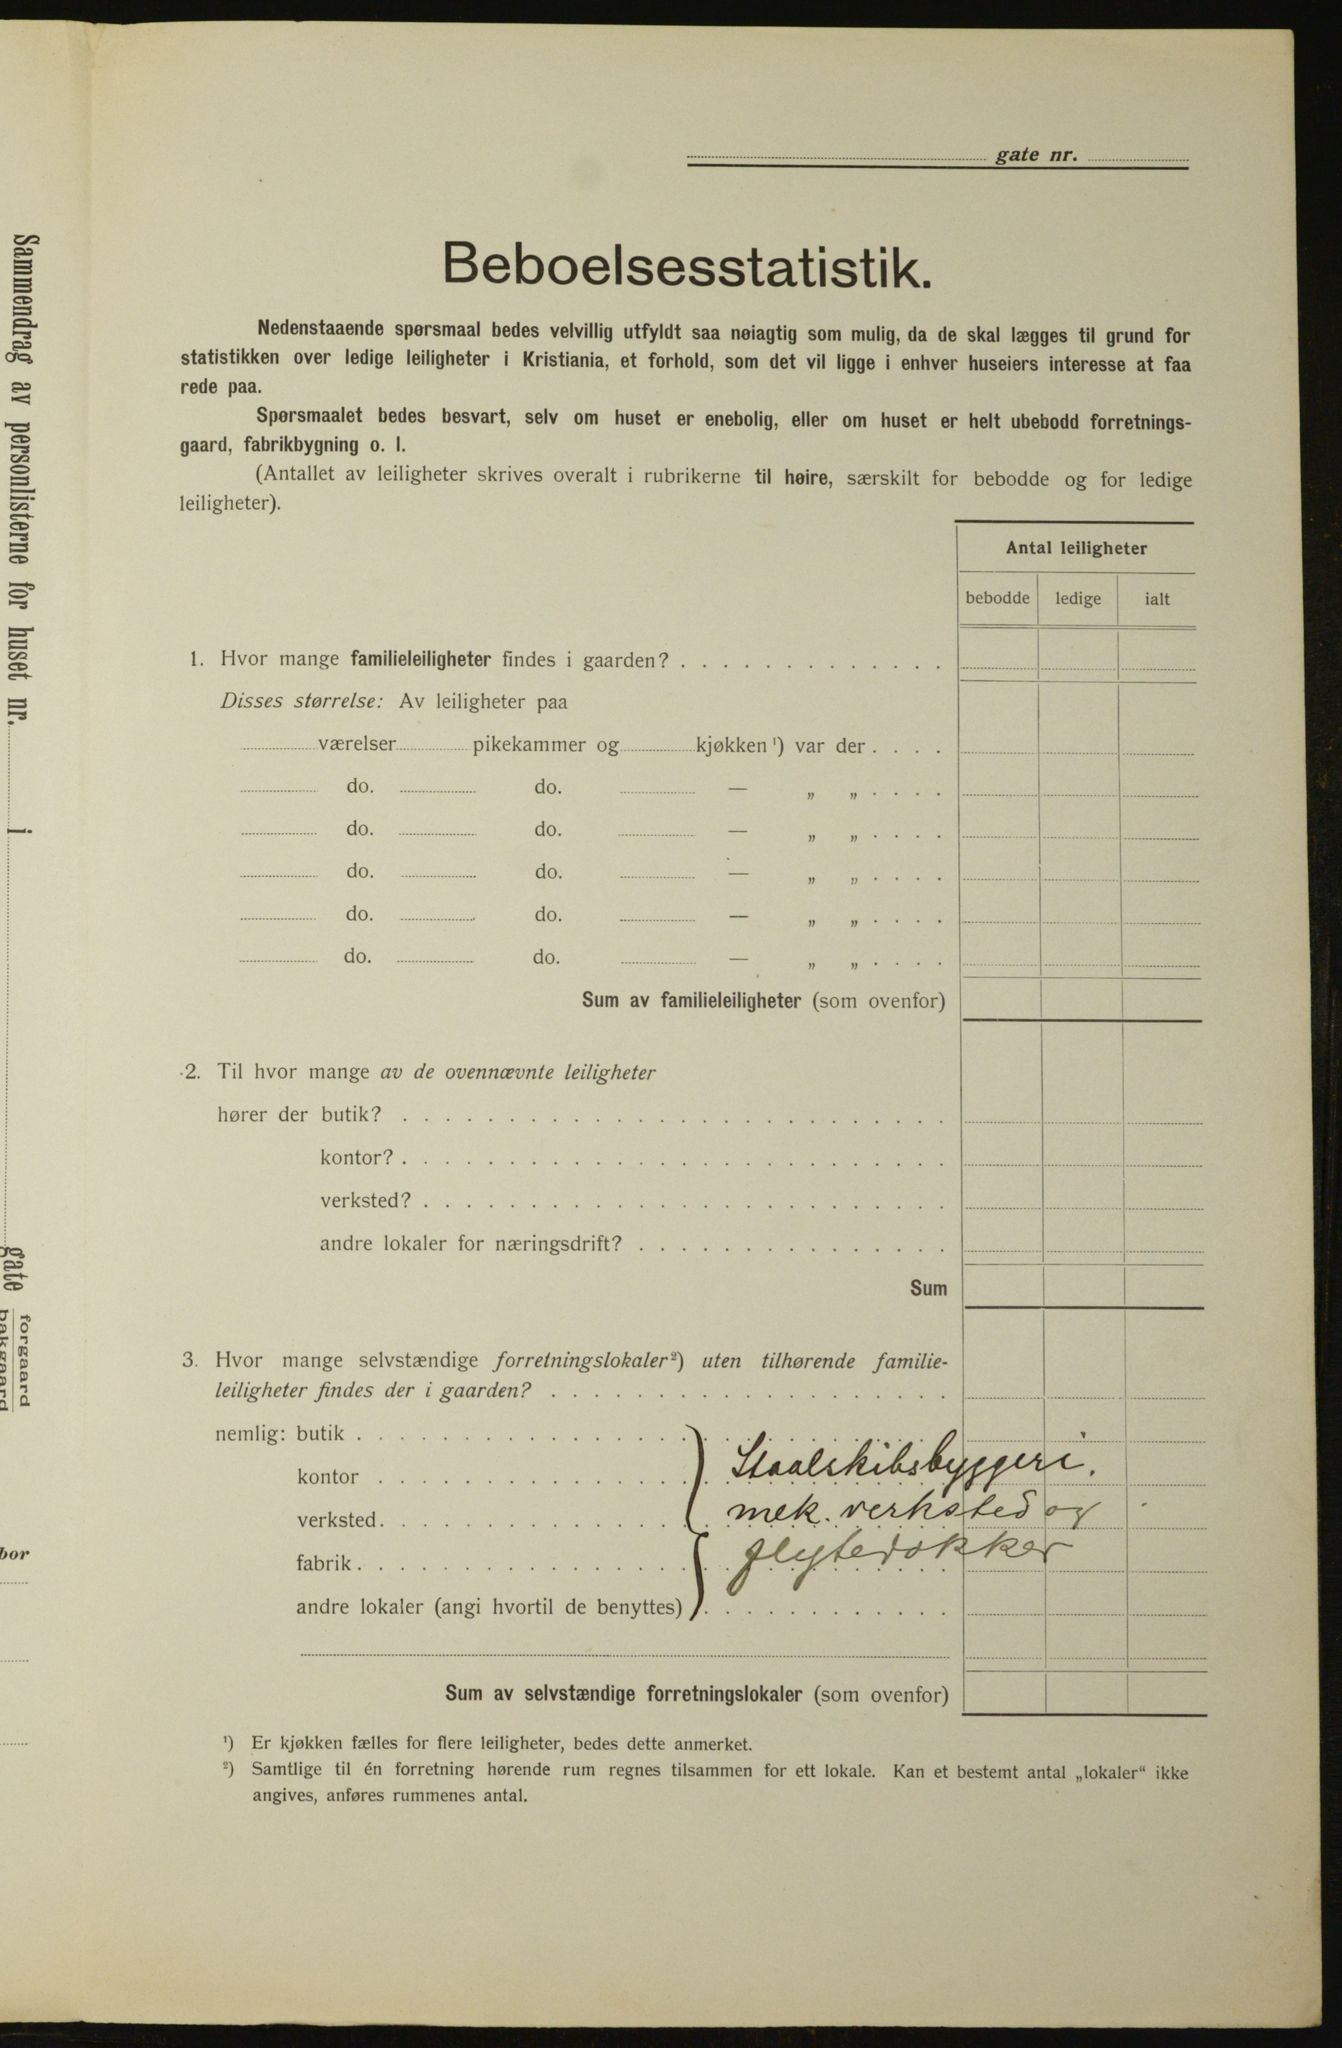 gate nr.
Beboelsesstatistik.
Nedenstaaende spørsmaal bedes velvillig utfyldt saa nøiagtig som mulig, da de skal lægges til grund for
statistikken over ledige leiligheter i Kristiania, et forhold, som det vil ligge i enhver huseiers interesse at faa
rede paa.
Spørsmaalet bedes besvart, selv om huset er enebolig, eller om huset er helt ubebodd forretnings-
gaard, fabrikbygning o. l.
(Antallet av leiligheter skrives overalt i rubrikerne til høire, særskilt for bebodde og for ledige
leiligheter).
Antal leiligheter
bebodde ledige ialt
1. Hvor mange familieleiligheter findes i gaarden? . . . . . . . . . . . . .
Disses størrelse: Av leiligheter paa
værelser pikekammer og kjøkken ¹) var der . . . .
do. do. — „ „ . . . .
do. do. — „ „ . . . .
do. do. — „ „ . . . .
do. do. — „ „ . . . .
do. do. — „ „ . . . .
Sum av familieleiligheter (som ovenfor)
2. Til hvor mange av de ovennævnte leiligheter
hører der butik? . . . . . . . . . . . . . . . . . . . . .
kontor? . . . . . . . . . . . . . . . . . . . . .
verksted? . . . . . . . . . . . . . . . . . . . .
andre lokaler for næringsdrift? . . . . . . . . . . . .
Sum
3. Hvor mange selvstændige forretningslokaler²) uten tilhørende familie-
leiligheter findes der i gaarden? . . . . . . . . . . . . . . .
nemlig: butik . . . . . . . . . . . . .
Staalskibsbyggeri.
kontor . . . . . . . . . . . .
mek. verksted og
verksted. . . . . . . . . . . .
flytedokker
fabrik . . . . . . . . . . . . .
andre lokaler (angi hvortil de benyttes) . . . . . . . . . .
Sum av selvstændige forretningslokaler (som ovenfor)
¹) Er kjøkken fælles for flere leiligheter, bedes dette anmerket.
²) Samtlige til én forretning hørende rum regnes tilsammen for ett lokale. Kan et bestemt antal „lokaler“ ikke
angives, anføres rummenes antal.
Sammendrag av personlisterne for huset nr. i gate
forgaard
bakgaard
bor